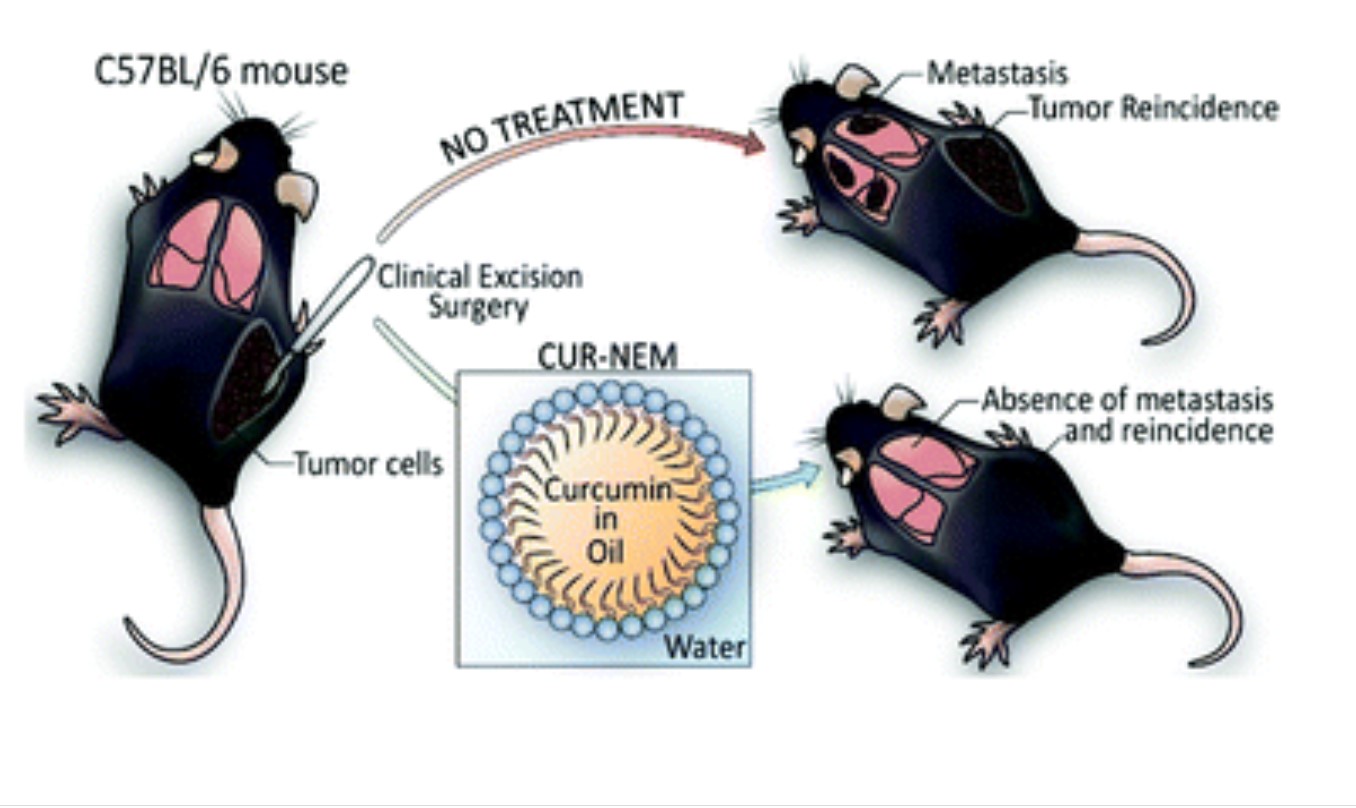 C57BL/6 mouse
NO TREATMENT
Metastasis
Tumor Reincidence
Clinical Excision
Surgery
Tumor cells
CUR-NEM
Curcumin
in
Oil
Water
Absence of metastasis
and reincidence